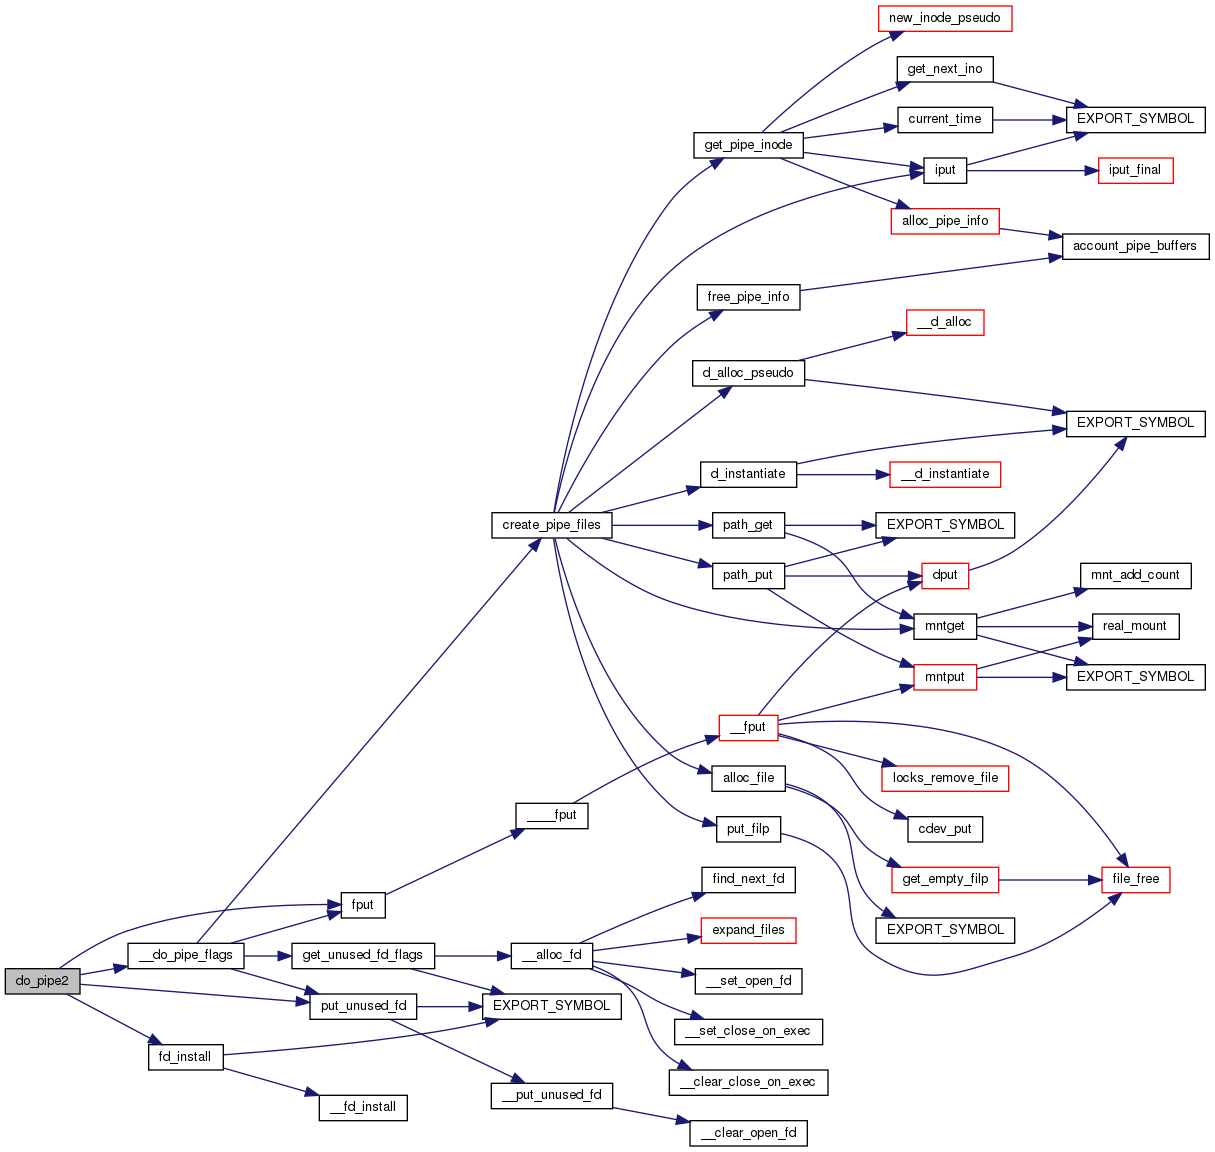 new_inode_pseudo
get_next_ino
current_time
EXPORT_SYMBOL
get_pipe_inode
iput
iput_final
alloc_pipe_info
account_pipe_buffers
free_pipe_info
__d_alloc
d_alloc_pseudo
EXPORT_SYMBOL
d_instantiate
__d_instantiate
create_pipe_files
path_get
EXPORT_SYMBOL
path_put
dput
mnt_add_count
mntget
real_mount
mntput
EXPORT_SYMBOL
__fput
alloc_file
locks_remove_file
____fput
put_filp
cdev_put
find_next_fd
get_empty_filp
file_free
fput
expand_files
EXPORT_SYMBOL
__do_pipe_flags
get_unused_fd_flags
__alloc_fd
do_pipe2
__set_open_fd
put_unused_fd
EXPORT_SYMBOL
__set_close_on_exec
fd_install
__clear_close_on_exec
__put_unused_fd
__fd_install
__clear_open_fd